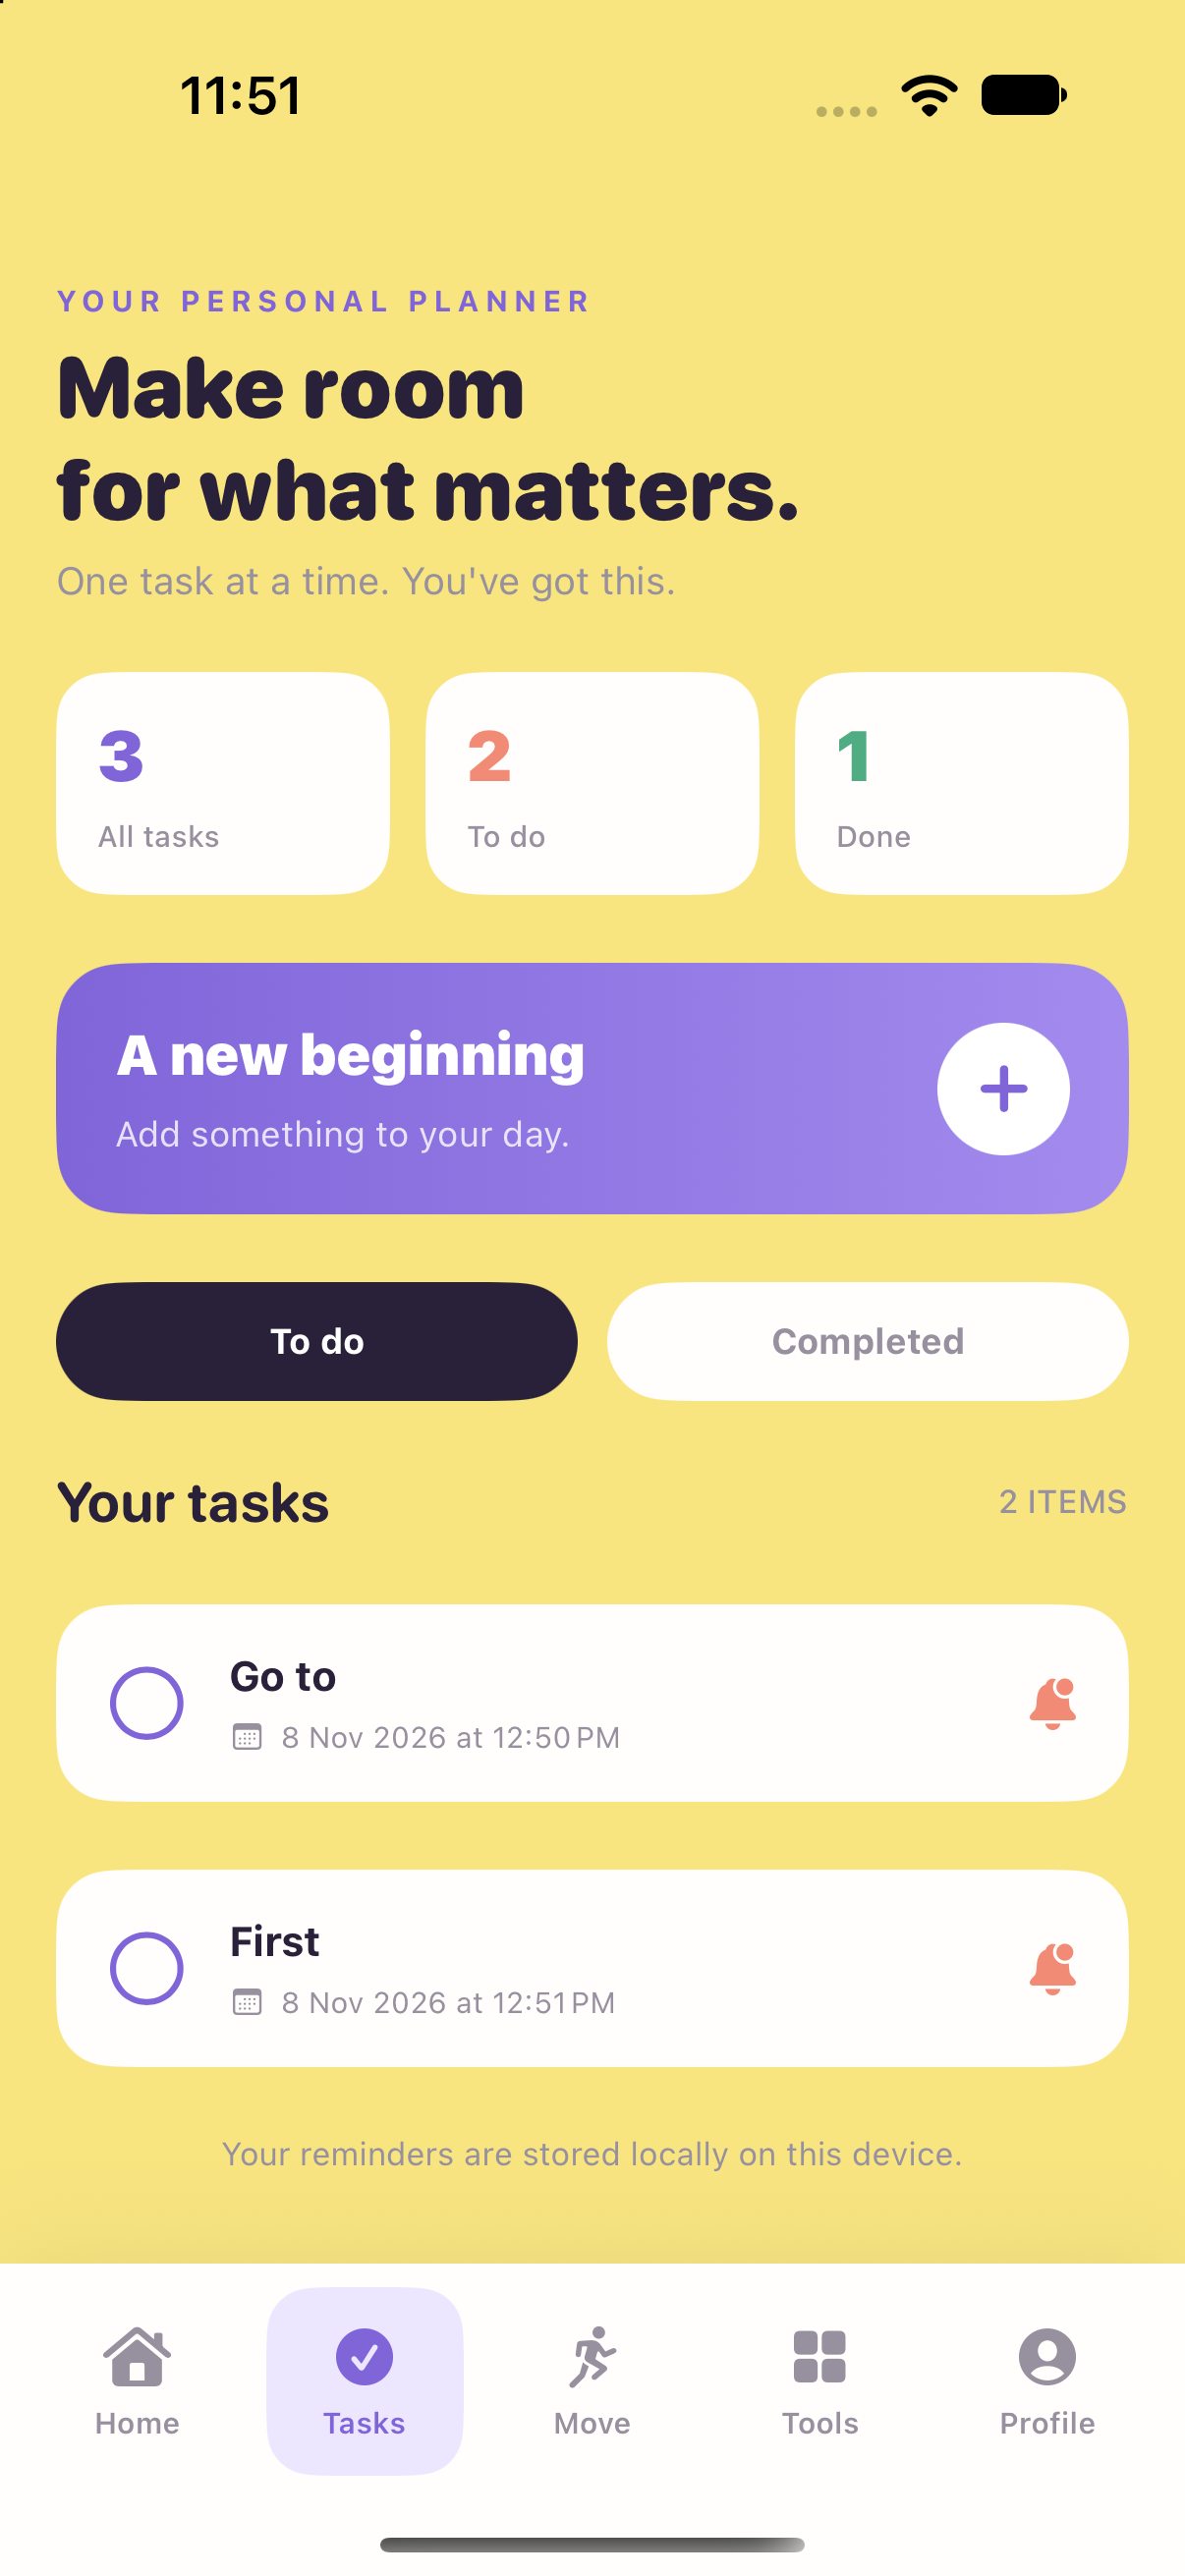 11:51
YOUR PERSONAL PLANNER
Make room
for what matters.
One task at a time. You've got this.
3
All tasks
2
To do
1
Done
A new beginning
Add something to your day.
To do
Completed
Your tasks
2 ITEMS
Go to
8 Nov 2026 at 12:50 PM
First
8 Nov 2026 at 12:51 PM
Your reminders are stored locally on this device.
Home
Tasks
Move
Tools
Profile